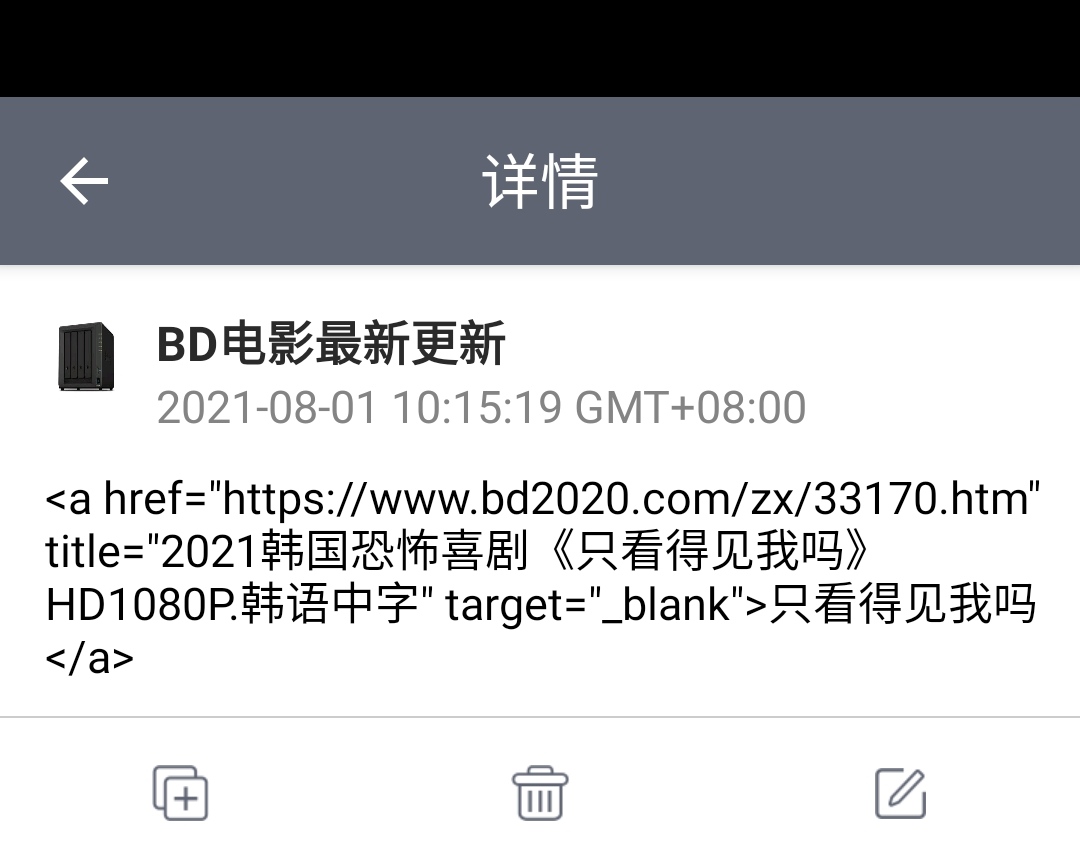 详情
BD电影最新更新
2021-08-01 10:15:19 GMT+08:00
<a href="https://www.bd2020.com/zx/33170.htm"
title="2021韩国恐怖喜剧《只看得见我吗》
HD1080P.韩语中字" target="_blank">只看得见我吗
</a>